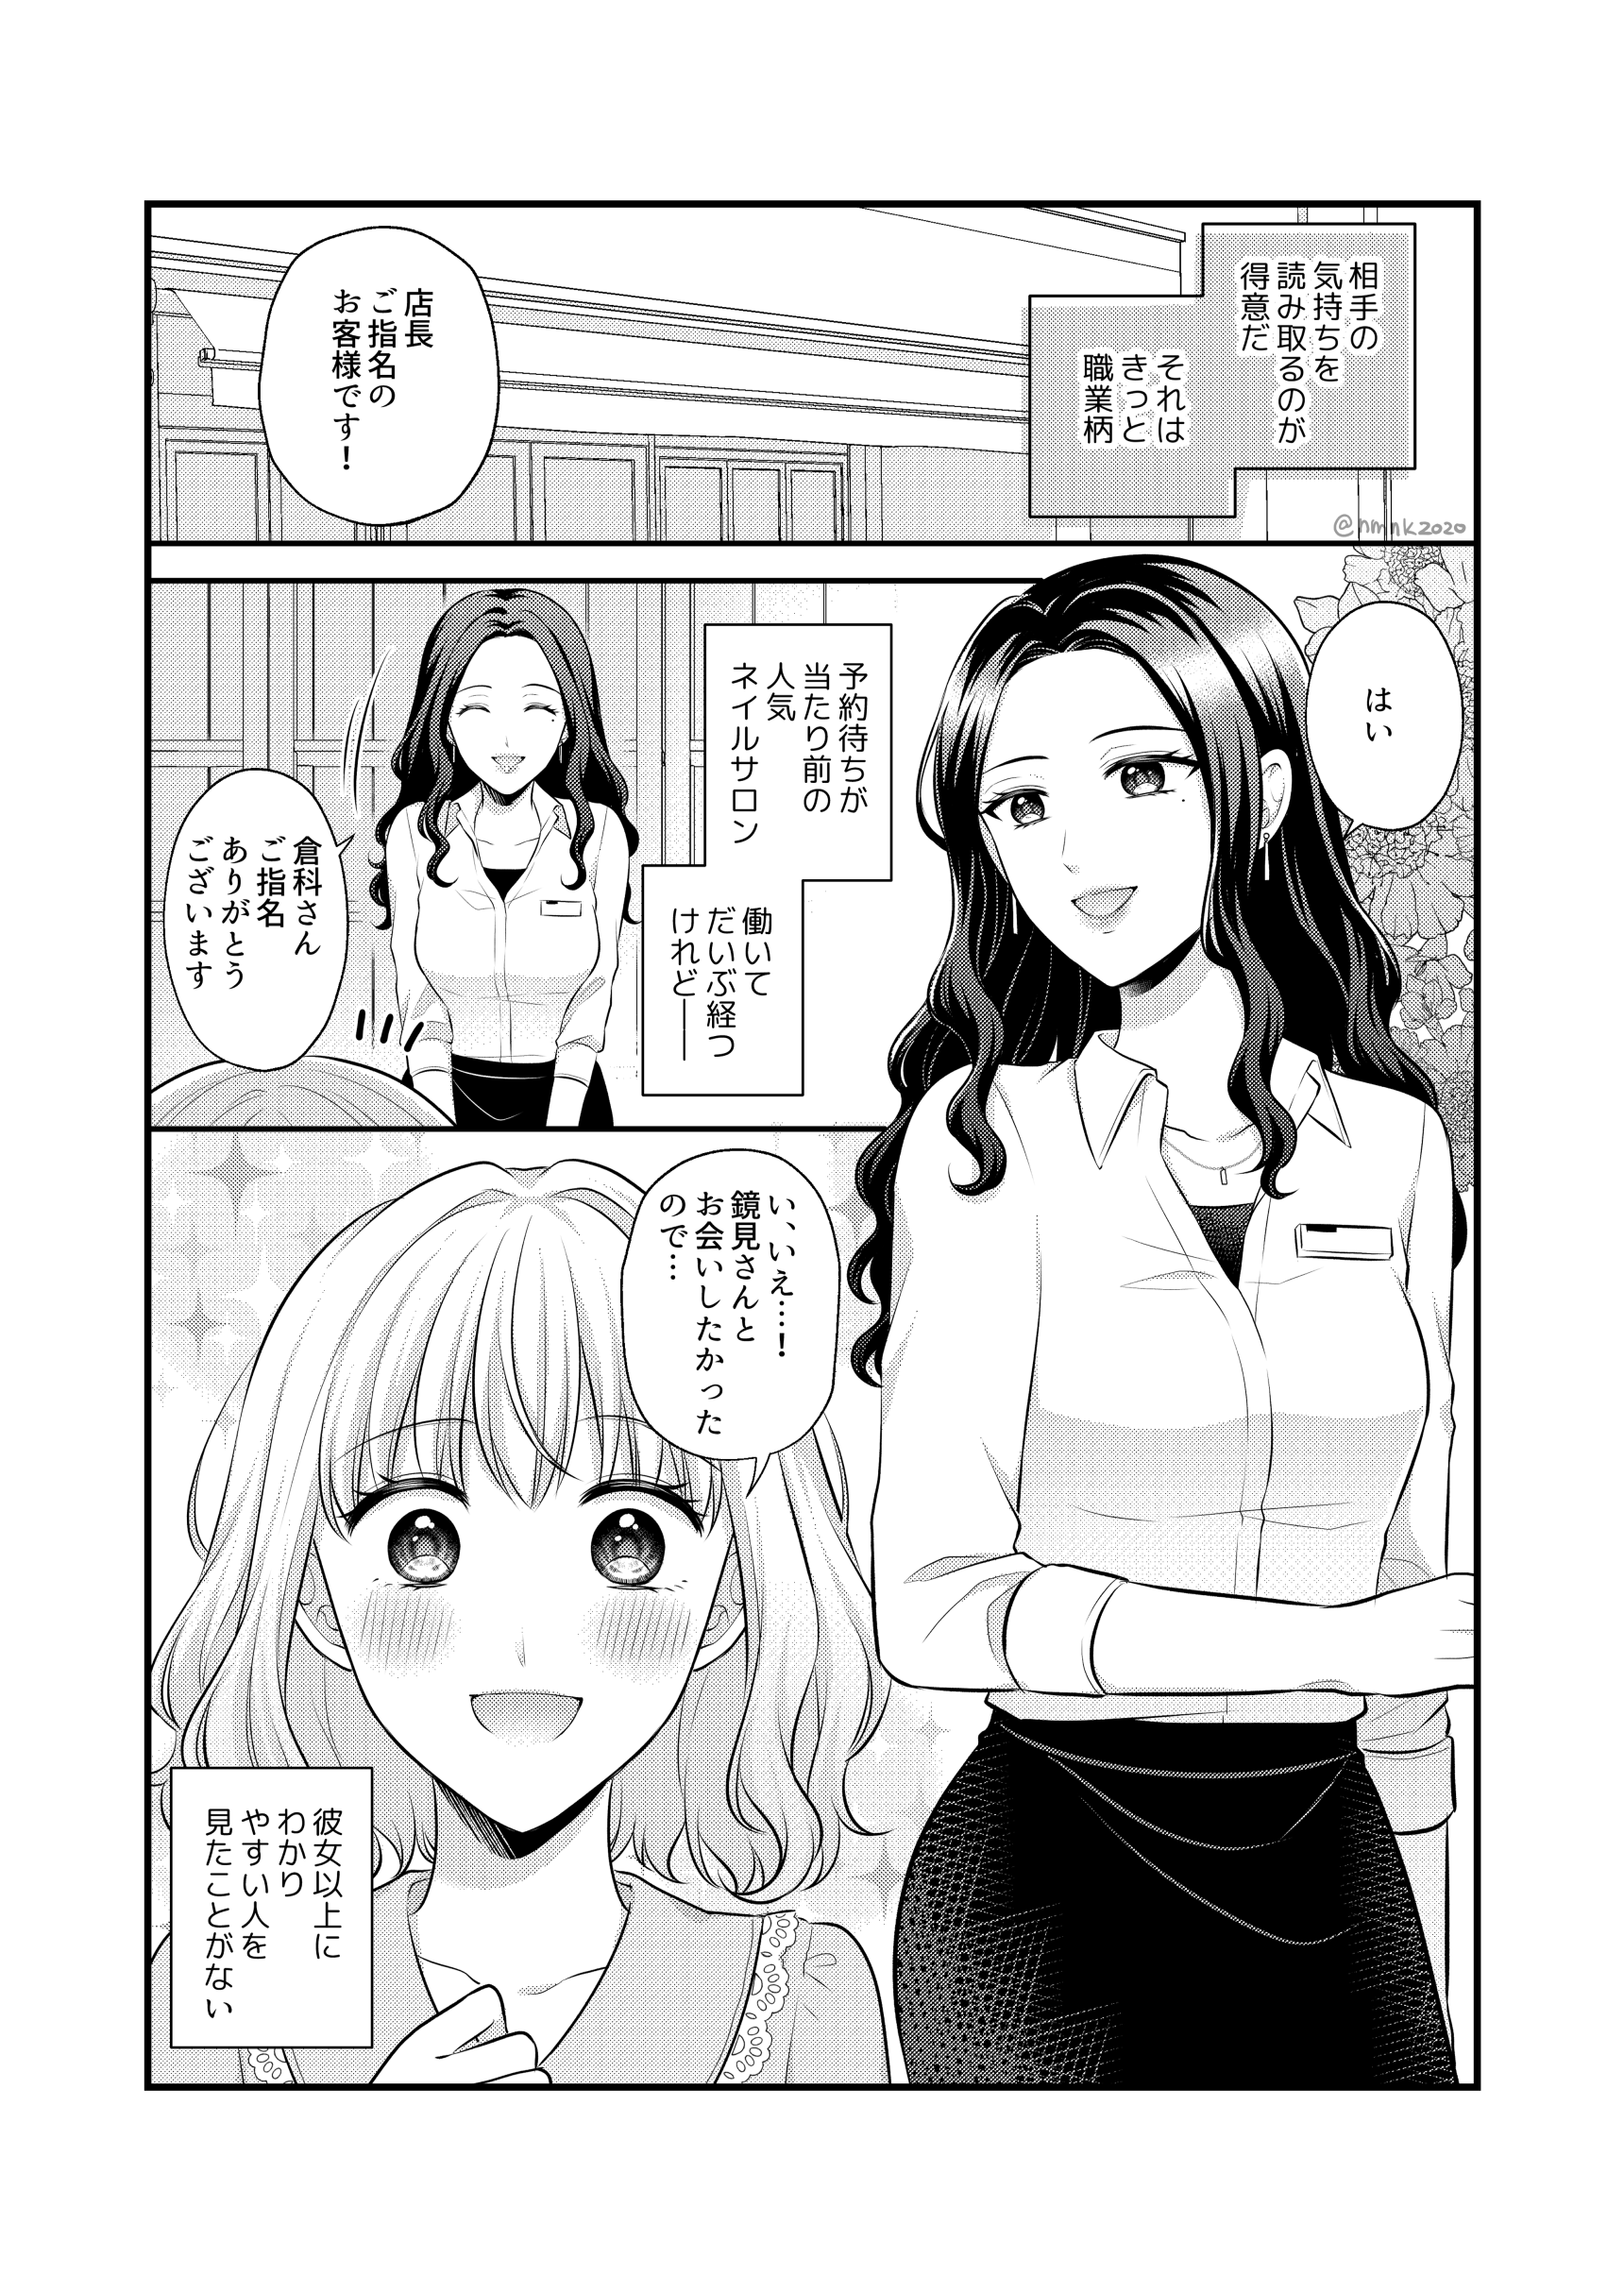 相手の
気持ちを
読み取るのが
得意だ
それは
きっと
職業柄
店長
ご指名の
お客様です！
@nmnk2020
はい
予約待ちが
当たり前の
人気
ネイルサロン
働いて
だいぶ経つ
けれど──
倉科さん
ご指名
ありがとう
ございます
い、いえ…！
鏡見さんと
お会いしたかった
ので…
彼女以上に
わかり
やすい人を
見たことがない